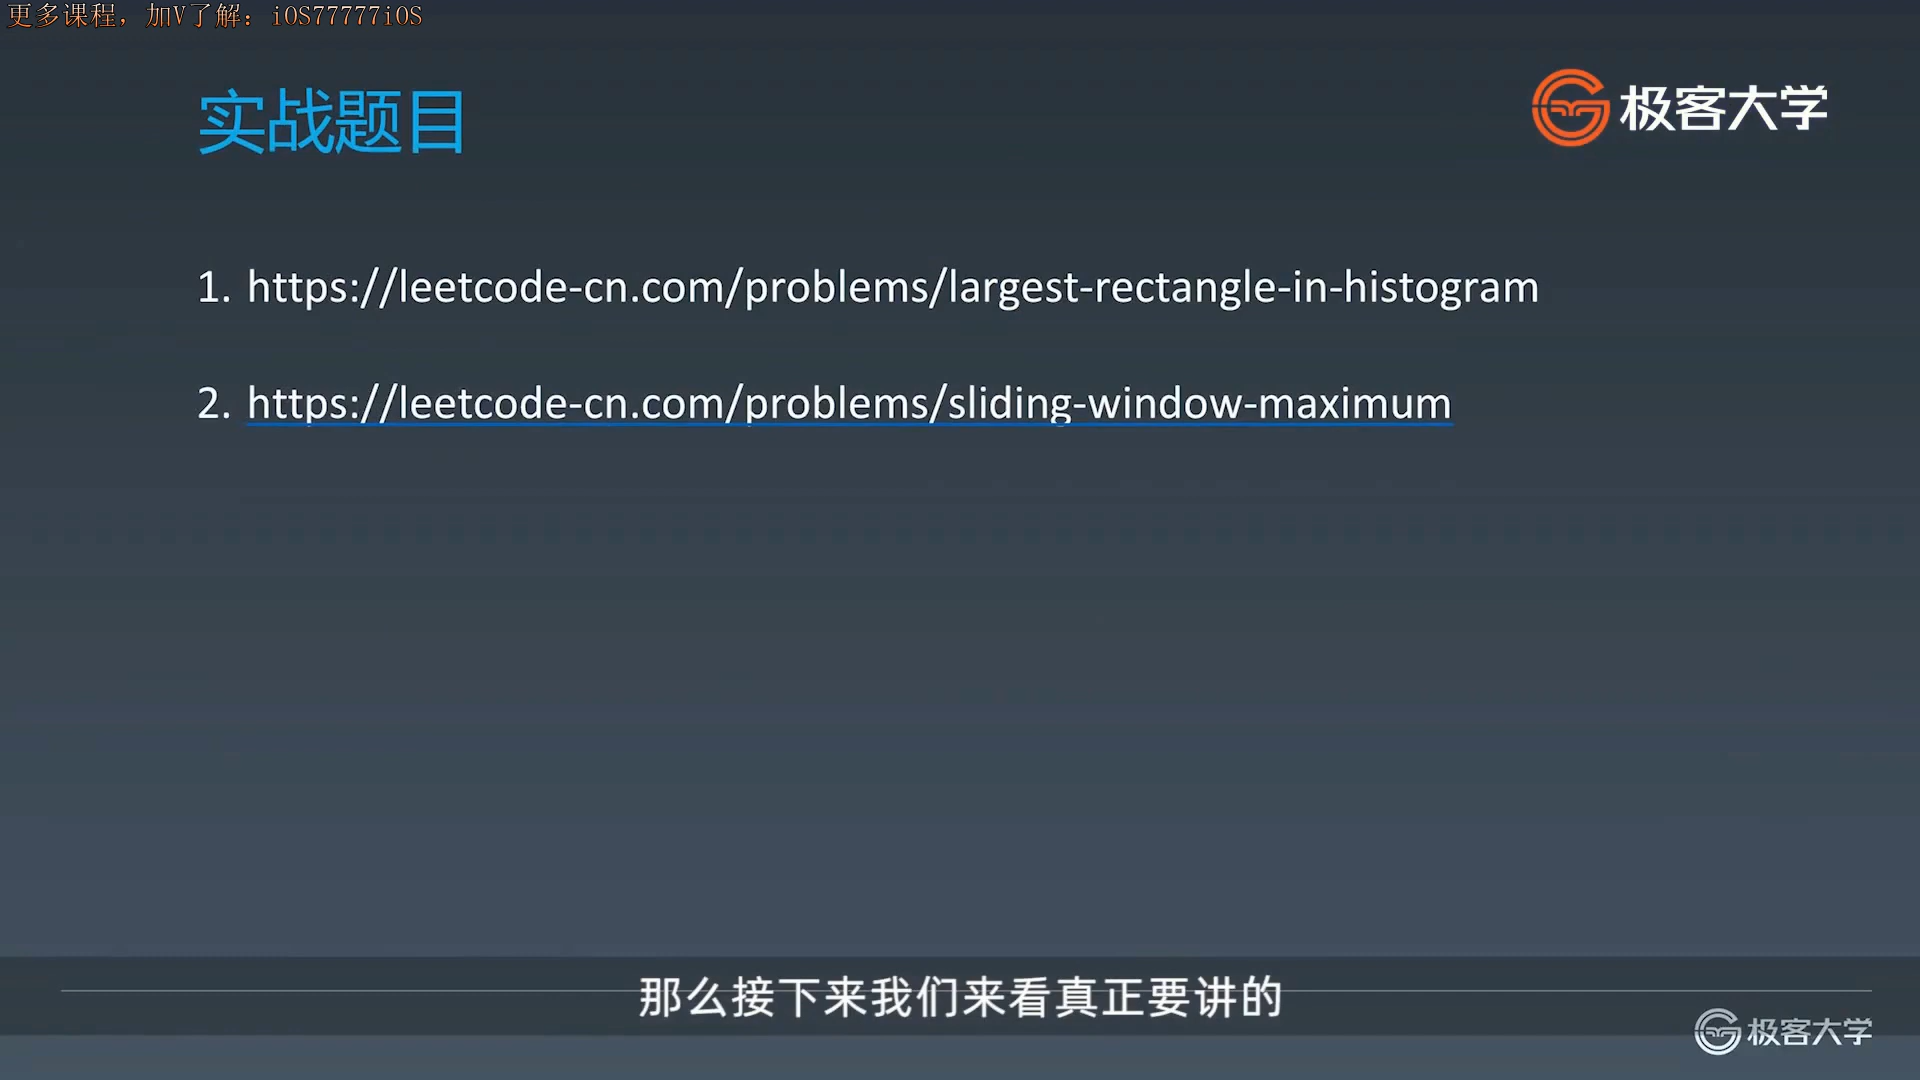 更多课程，加V了解：iOS77777iOS
实战题目
极客大学
1. https://leetcode-cn.com/problems/largest-rectangle-in-histogram
2. https://leetcode-cn.com/problems/sliding-window-maximum
那么接下来我们来看真正要讲的
极客大学